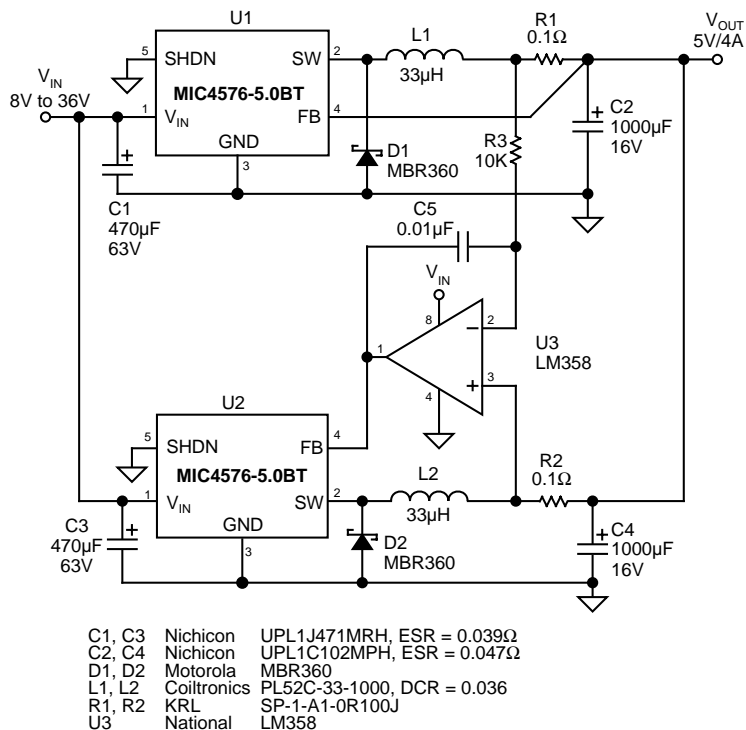 U1
5
SHDN
SW
2
MIC4576-5.0BT
1
VIN
FB
4
GND
3
VIN
8V to 36V
L1
33µH
R1
0.1Ω
VOUT
5V/4A
R3
10K
C2
1000µF
16V
+
D1
MBR360
+
C1
470µF
63V
C5
0.01µF
VIN
8
2
−
1
+
3
4
U3
LM358
U2
5
SHDN
FB
4
MIC4576-5.0BT
1
VIN
SW
2
GND
3
L2
33µH
R2
0.1Ω
C3
470µF
63V
+
D2
MBR360
+
C4
1000µF
16V
C1, C3 Nichicon UPL1J471MRH, ESR = 0.039Ω
C2, C4 Nichicon UPL1C102MPH, ESR = 0.047Ω
D1, D2 Motorola MBR360
L1, L2 Coiltronics PL52C-33-1000, DCR = 0.036
R1, R2 KRL SP-1-A1-0R100J
U3 National LM358